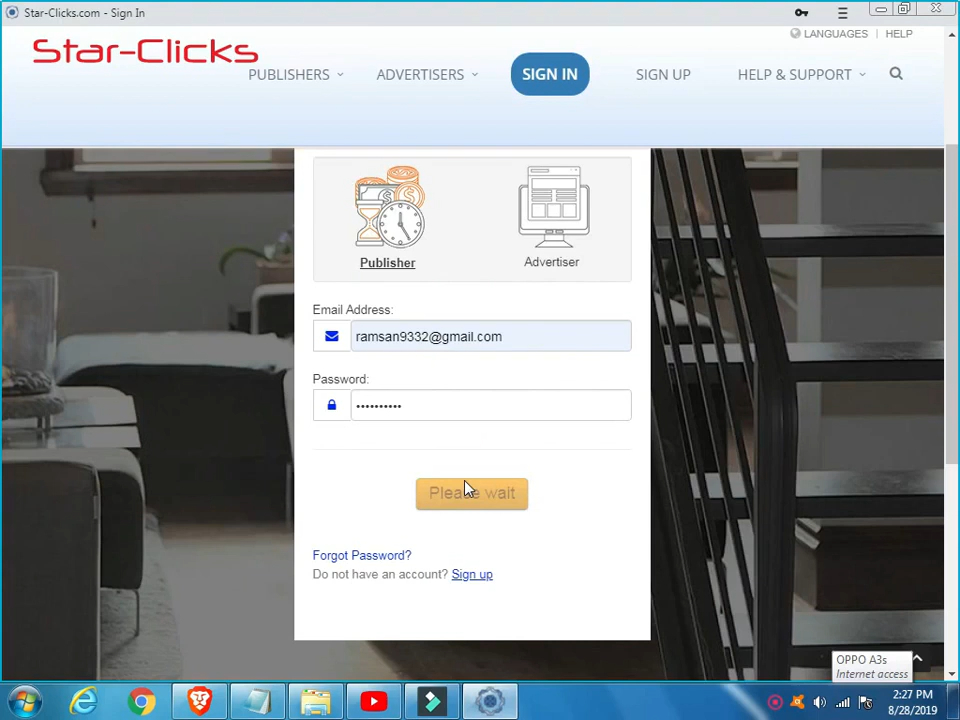 Star-Clicks.com - Sign In
LANGUAGES | HELP
Star-Clicks
PUBLISHERS
ADVERTISERS
SIGN IN
SIGN UP
HELP & SUPPORT
Publisher
Advertiser
Email Address:
ramsan9332@gmail.com
Password:
••••••••••
Please wait
Forgot Password?
Do not have an account? Sign up
OPPO A3s
Internet access
2:27 PM
8/28/2019